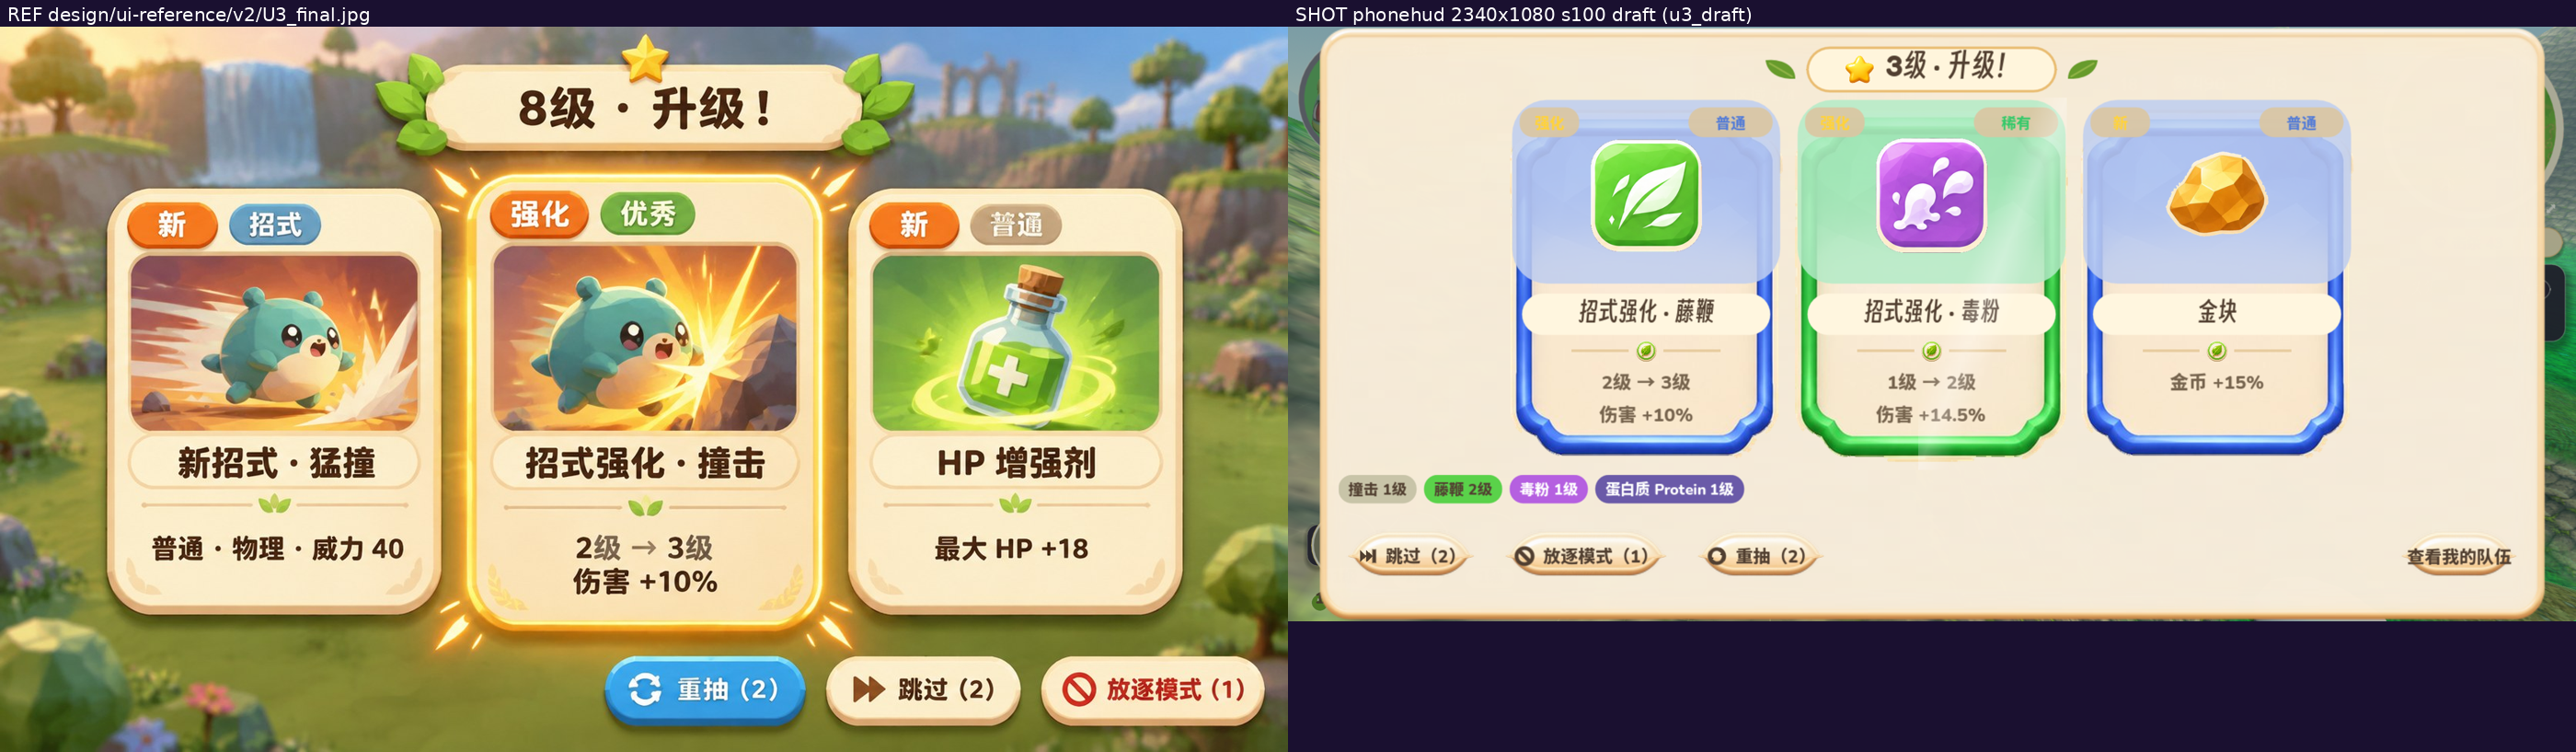 REF design/ui-reference/v2/U3_final.jpg
8级 · 升级！
新 招式
新招式 · 猛撞
普通 · 物理 · 威力 40
强化 优秀
招式强化 · 撞击
2级 → 3级
伤害 +10%
新 普通
HP 增强剂
最大 HP +18
重抽（2）
跳过（2）
放逐模式（1）
SHOT phonehud 2340x1080 s100 draft (u3_draft)
3级 · 升级！
强化 普通
招式强化 · 藤鞭
2级 → 3级
伤害 +10%
强化 稀有
招式强化 · 毒粉
1级 → 2级
伤害 +14.5%
新 普通
金块
金币 +15%
撞击 1级
藤鞭 2级
毒粉 1级
蛋白质 Protein 1级
跳过（2）
放逐模式（1）
重抽（2）
查看我的队伍